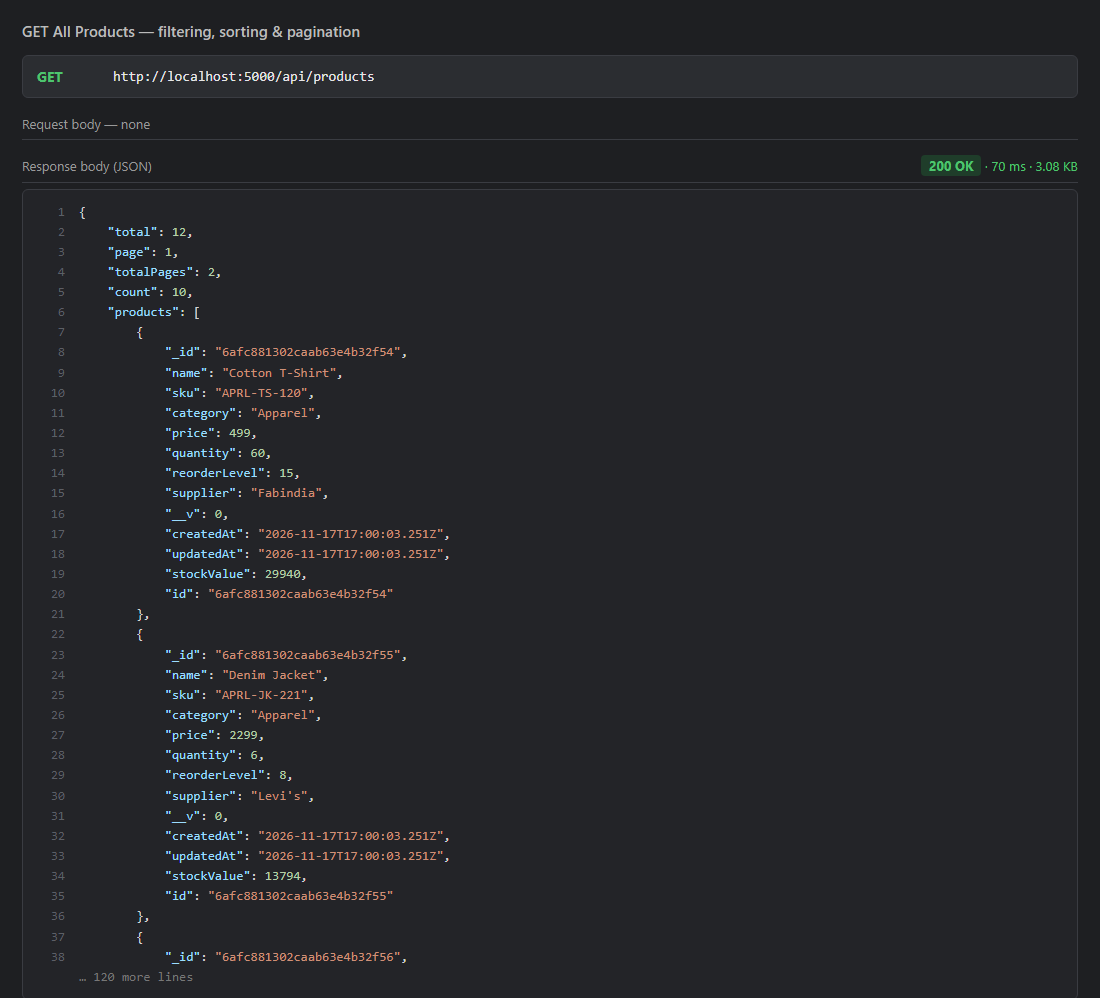 GET All Products — filtering, sorting & pagination
GET http://localhost:5000/api/products
Request body — none
Response body (JSON) 200 OK · 70 ms · 3.08 KB
1 {
2 "total": 12,
3 "page": 1,
4 "totalPages": 2,
5 "count": 10,
6 "products": [
7 {
8 "_id": "6afc881302caab63e4b32f54",
9 "name": "Cotton T-Shirt",
10 "sku": "APRL-TS-120",
11 "category": "Apparel",
12 "price": 499,
13 "quantity": 60,
14 "reorderLevel": 15,
15 "supplier": "Fabindia",
16 "__v": 0,
17 "createdAt": "2026-11-17T17:00:03.251Z",
18 "updatedAt": "2026-11-17T17:00:03.251Z",
19 "stockValue": 29940,
20 "id": "6afc881302caab63e4b32f54"
21 },
22 {
23 "_id": "6afc881302caab63e4b32f55",
24 "name": "Denim Jacket",
25 "sku": "APRL-JK-221",
26 "category": "Apparel",
27 "price": 2299,
28 "quantity": 6,
29 "reorderLevel": 8,
30 "supplier": "Levi's",
31 "__v": 0,
32 "createdAt": "2026-11-17T17:00:03.251Z",
33 "updatedAt": "2026-11-17T17:00:03.251Z",
34 "stockValue": 13794,
35 "id": "6afc881302caab63e4b32f55"
36 },
37 {
38 "_id": "6afc881302caab63e4b32f56",
… 120 more lines